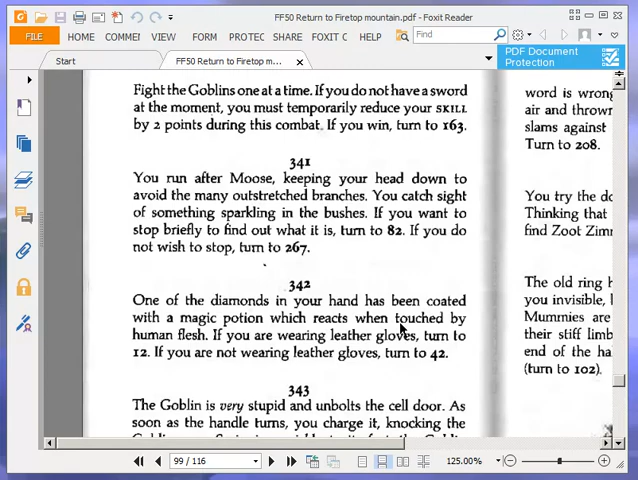 FF50 Return to Firetop mountain.pdf - Foxit Reader
FILE HOME COMME VIEW FORM PROTEC SHARE FOXIT C HELP Find
Start FF50 Return to Firetop m... PDF Document Protection
Fight the Goblins one at a time. If you do not have a sword
at the moment, you must temporarily reduce your SKILL
by 2 points during this combat. If you win, turn to 163.
341
You run after Moose, keeping your head down to
avoid the many outstretched branches. You catch sight
of something sparkling in the bushes. If you want to
stop briefly to find out what it is, turn to 82. If you do
not wish to stop, turn to 267.
342
One of the diamonds in your hand has been coated
with a magic potion which reacts when touched by
human flesh. If you are wearing leather gloves, turn to
12. If you are not wearing leather gloves, turn to 42.
343
The Goblin is very stupid and unbolts the cell door. As
soon as the handle turns, you charge it, knocking the
word is wrong
air and thrown
slams against
Turn to 208.
You try the do
Thinking that
find Zoot Zim
The old ring h
you invisible,
Mummies are
their stiff limb
end of the ha
(turn to 102).
99 / 116 125.00%